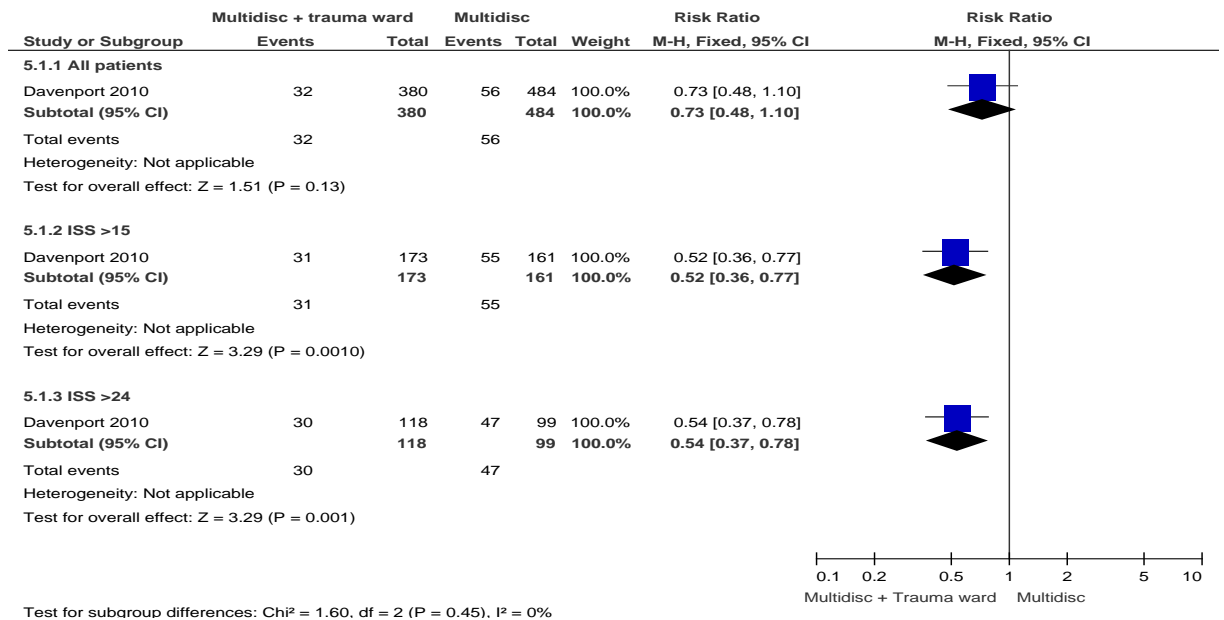 Multidisc + trauma ward Multidisc Risk Ratio Risk Ratio
Study or Subgroup Events Total Events Total Weight M-H, Fixed, 95% CI M-H, Fixed, 95% CI
5.1.1 All patients
Davenport 2010 32 380 56 484 100.0% 0.73 [0.48, 1.10]
Subtotal (95% CI) 380 484 100.0% 0.73 [0.48, 1.10]
Total events 32 56
Heterogeneity: Not applicable
Test for overall effect: Z = 1.51 (P = 0.13)
5.1.2 ISS >15
Davenport 2010 31 173 55 161 100.0% 0.52 [0.36, 0.77]
Subtotal (95% CI) 173 161 100.0% 0.52 [0.36, 0.77]
Total events 31 55
Heterogeneity: Not applicable
Test for overall effect: Z = 3.29 (P = 0.0010)
5.1.3 ISS >24
Davenport 2010 30 118 47 99 100.0% 0.54 [0.37, 0.78]
Subtotal (95% CI) 118 99 100.0% 0.54 [0.37, 0.78]
Total events 30 47
Heterogeneity: Not applicable
Test for overall effect: Z = 3.29 (P = 0.001)
0.1 0.2 0.5 1 2 5 10
Multidisc + Trauma ward Multidisc
Test for subgroup differences: Chi² = 1.60, df = 2 (P = 0.45), I² = 0%